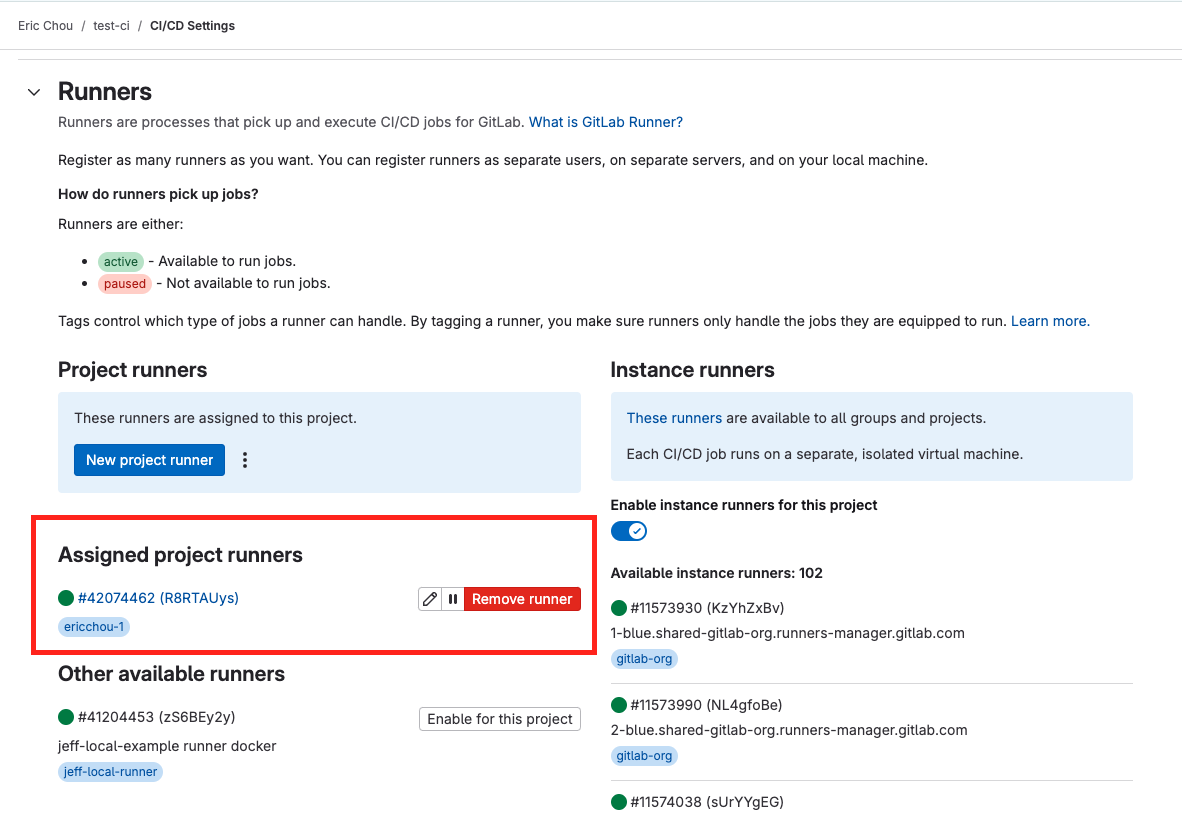 Eric Chou / test-ci / CI/CD Settings
Runners
Runners are processes that pick up and execute CI/CD jobs for GitLab. What is GitLab Runner?
Register as many runners as you want. You can register runners as separate users, on separate servers, and on your local machine.
How do runners pick up jobs?
Runners are either:
• active - Available to run jobs.
• paused - Not available to run jobs.
Tags control which type of jobs a runner can handle. By tagging a runner, you make sure runners only handle the jobs they are equipped to run. Learn more.
Project runners
These runners are assigned to this project.
New project runner
Assigned project runners
#42074462 (R8RTAUys)
Remove runner
ericchou-1
Other available runners
#41204453 (zS6BEy2y)
Enable for this project
jeff-local-example runner docker
jeff-local-runner
Instance runners
These runners are available to all groups and projects.
Each CI/CD job runs on a separate, isolated virtual machine.
Enable instance runners for this project
Available instance runners: 102
#11573930 (KzYhZxBv)
1-blue.shared-gitlab-org.runners-manager.gitlab.com
gitlab-org
#11573990 (NL4gfoBe)
2-blue.shared-gitlab-org.runners-manager.gitlab.com
gitlab-org
#11574038 (sUrYYgEG)